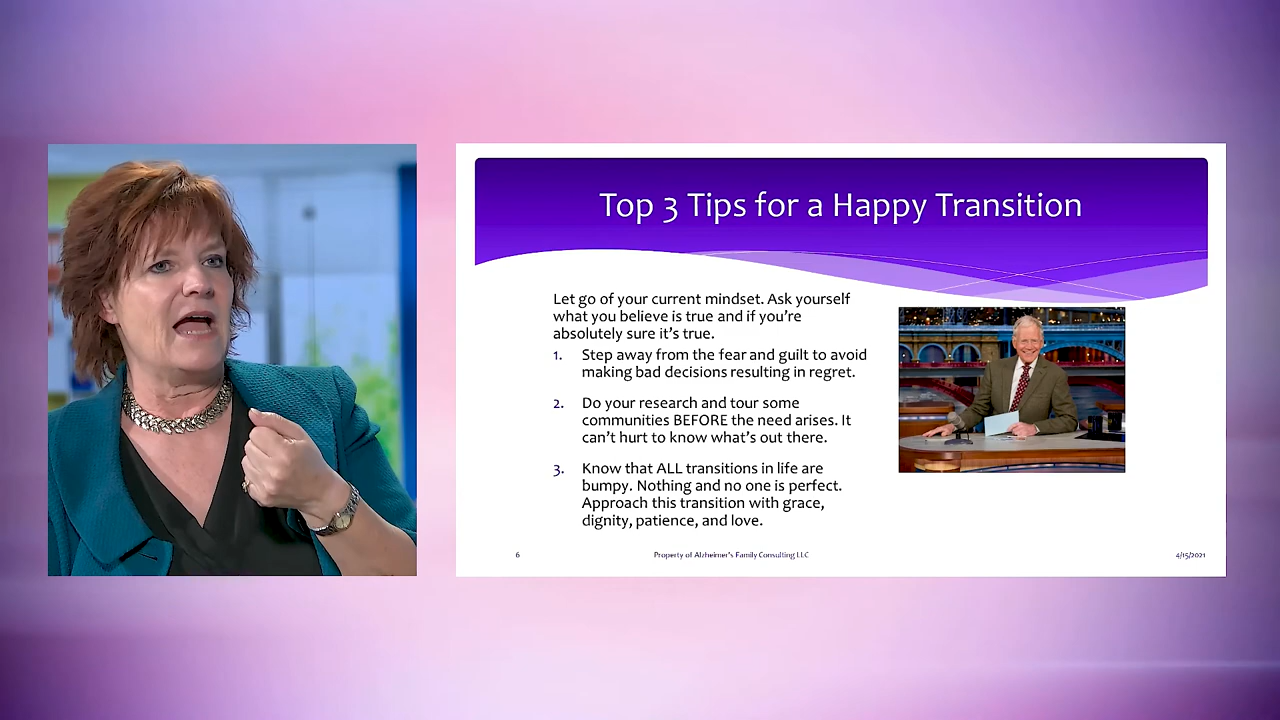 Top 3 Tips for a Happy Transition
Let go of your current mindset. Ask yourself
what you believe is true and if you're
absolutely sure it's true.
1. Step away from the fear and guilt to avoid
making bad decisions resulting in regret.
2. Do your research and tour some
communities BEFORE the need arises. It
can't hurt to know what's out there.
3. Know that ALL transitions in life are
bumpy. Nothing and no one is perfect.
Approach this transition with grace,
dignity, patience, and love.
6 Property of Alzheimer's Family Consulting LLC 4/15/2021